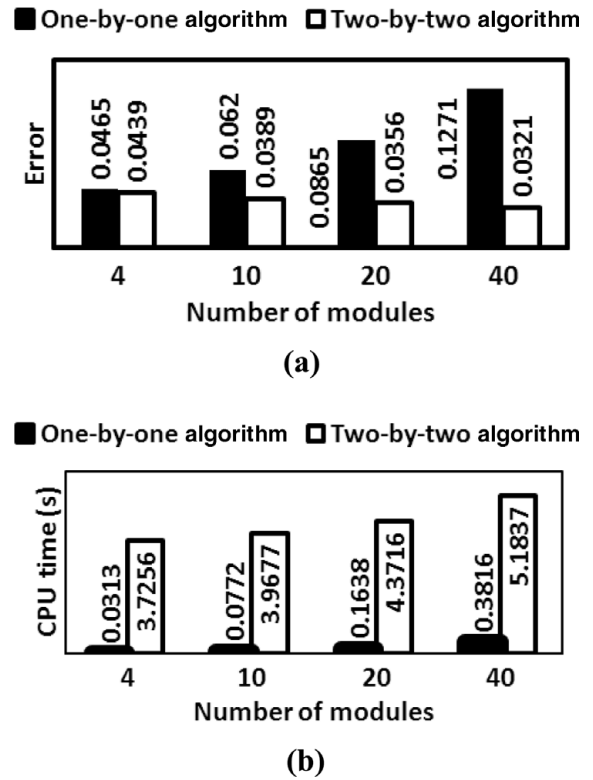 One-by-one algorithm Two-by-two algorithm
Error
0.0465
0.0439
0.062
0.0389
0.0865
0.0356
0.1271
0.0321
4 10 20 40
Number of modules
(a)
One-by-one algorithm Two-by-two algorithm
CPU time (s)
0.0313
3.7256
0.0772
3.9677
0.1638
4.3716
0.3816
5.1837
4 10 20 40
Number of modules
(b)